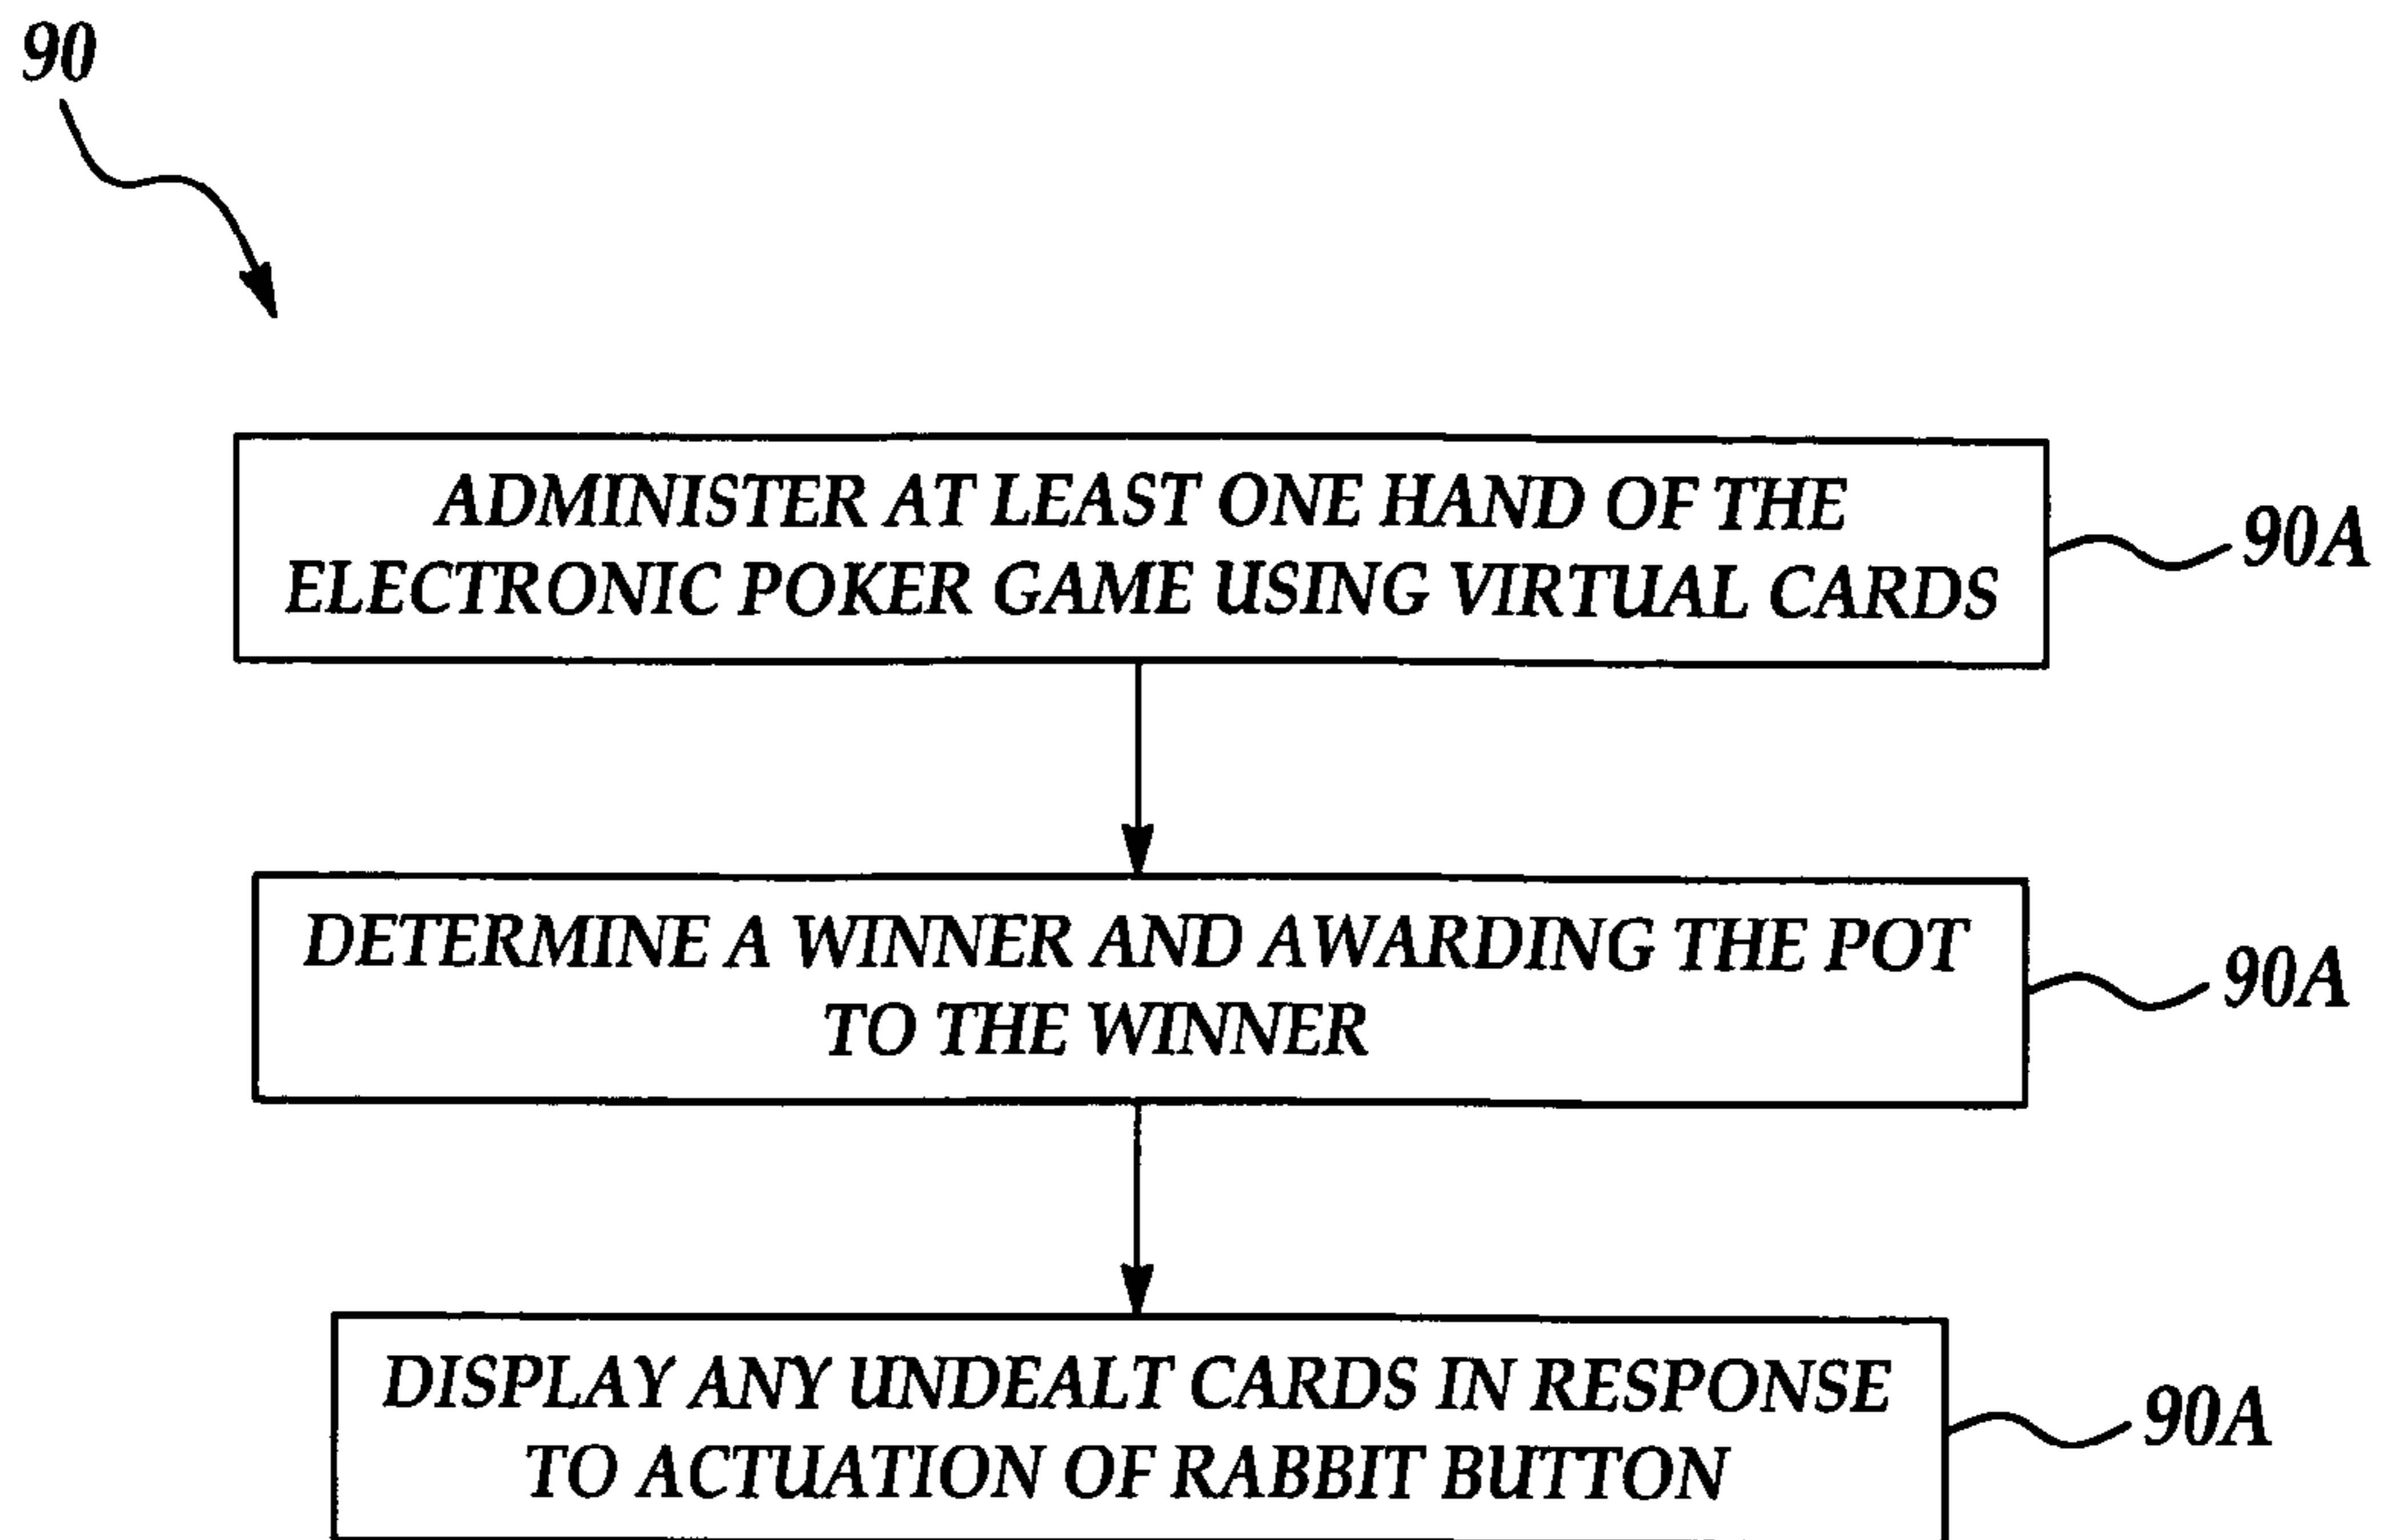 90
ADMINISTER AT LEAST ONE HAND OF THE
ELECTRONIC POKER GAME USING VIRTUAL CARDS
90A
DETERMINE A WINNER AND AWARDING THE POT
TO THE WINNER
90A
DISPLAY ANY UNDEALT CARDS IN RESPONSE
TO ACTUATION OF RABBIT BUTTON
90A